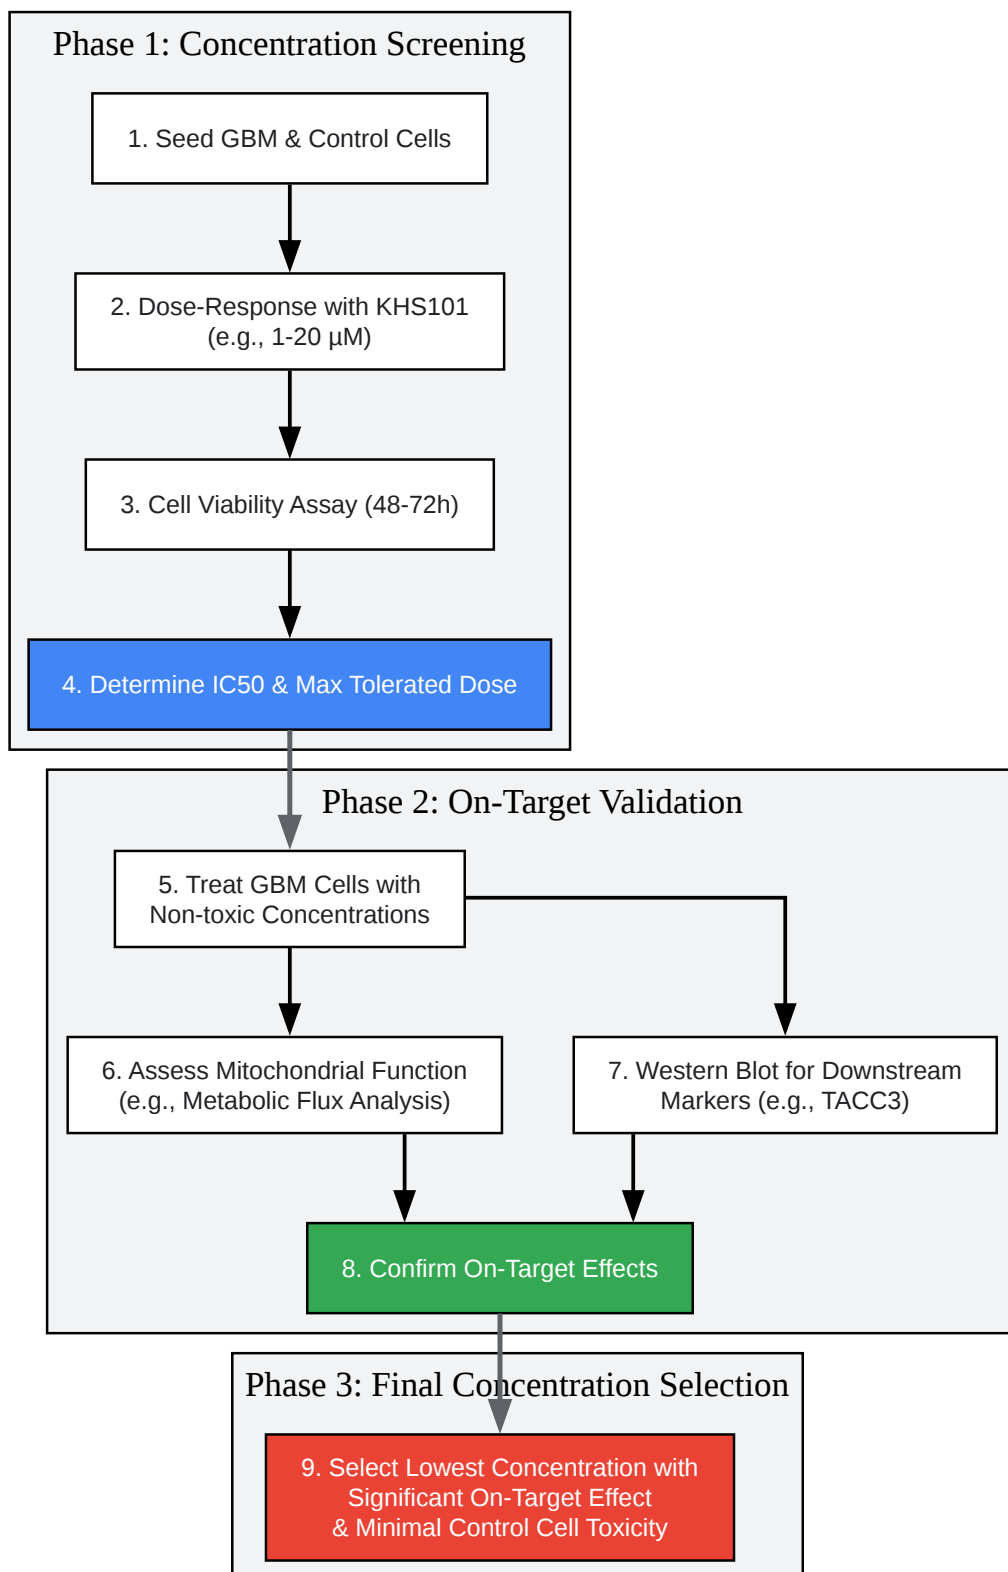 Phase 1: Concentration Screening
1. Seed GBM & Control Cells
2. Dose-Response with KHS101
(e.g., 1-20 µM)
3. Cell Viability Assay (48-72h)
4. Determine IC50 & Max Tolerated Dose
Phase 2: On-Target Validation
5. Treat GBM Cells with
Non-toxic Concentrations
6. Assess Mitochondrial Function
(e.g., Metabolic Flux Analysis)
7. Western Blot for Downstream
Markers (e.g., TACC3)
8. Confirm On-Target Effects
Phase 3: Final Concentration Selection
9. Select Lowest Concentration with
Significant On-Target Effect
& Minimal Control Cell Toxicity